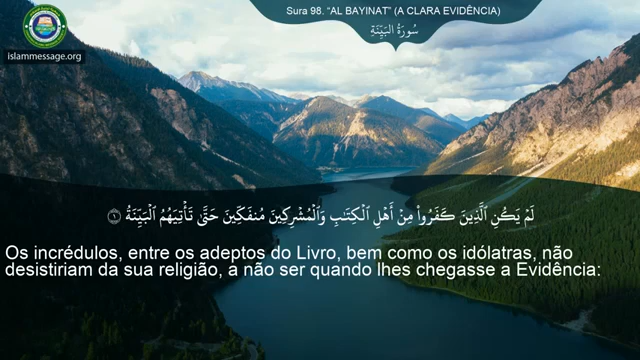 Sura 98. "AL BAYINAT" (A CLARA EVIDÊNCIA)
سُورَةُ البَيِّنَةِ
islammessage.org
لَمْ يَكُنِ ٱلَّذِينَ كَفَرُوا۟ مِنْ أَهْلِ ٱلْكِتَٰبِ وَٱلْمُشْرِكِينَ مُنفَكِّينَ حَتَّىٰ تَأْتِيَهُمُ ٱلْبَيِّنَةُ ١
Os incrédulos, entre os adeptos do Livro, bem como os idólatras, não
desistiriam da sua religião, a não ser quando lhes chegasse a Evidência: